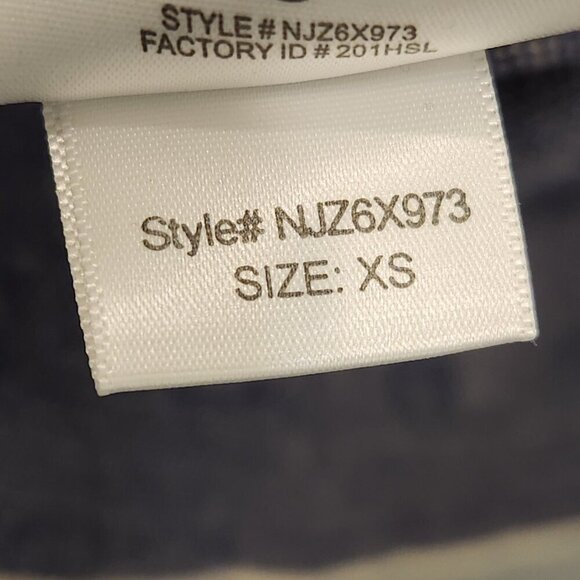 STYLE # NJZ6X973
FACTORY ID # 201HSL
Style# NJZ6X973
SIZE: XS